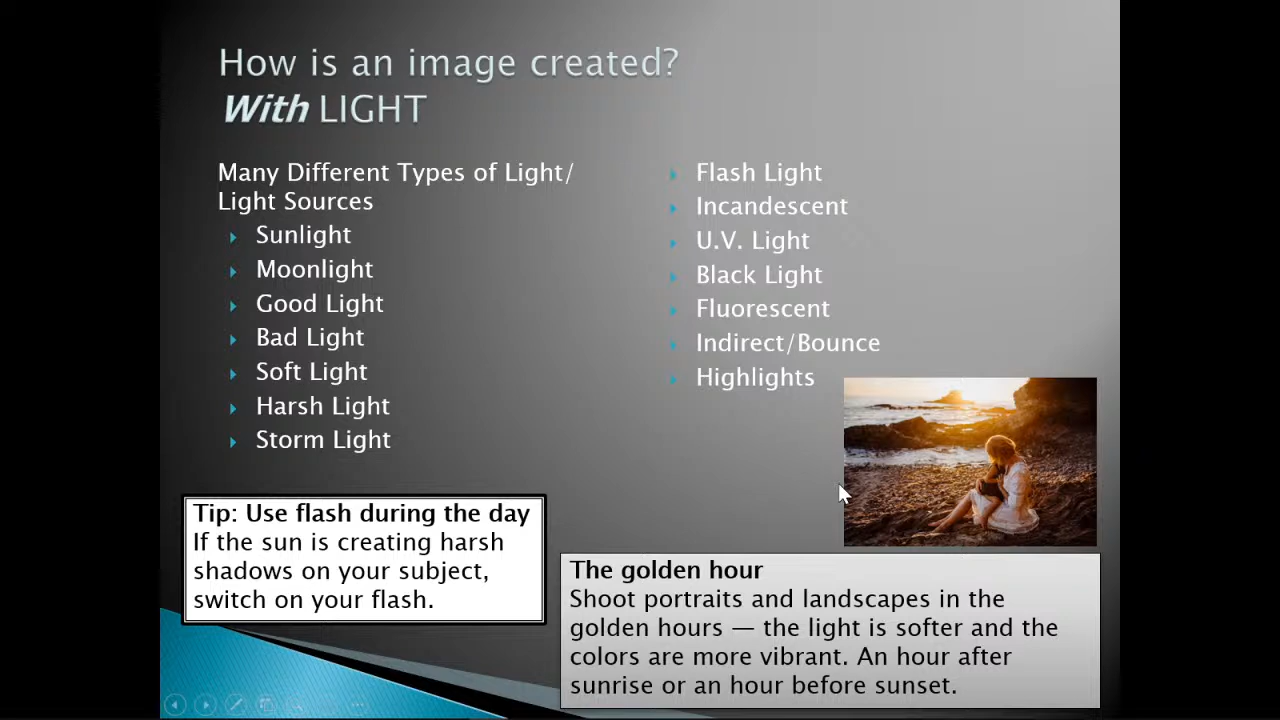 How is an image created?
With LIGHT
Many Different Types of Light/
Light Sources
Sunlight
Moonlight
Good Light
Bad Light
Soft Light
Harsh Light
Storm Light
Flash Light
Incandescent
U.V. Light
Black Light
Fluorescent
Indirect/Bounce
Highlights
Tip: Use flash during the day
If the sun is creating harsh
shadows on your subject,
switch on your flash.
The golden hour
Shoot portraits and landscapes in the
golden hours — the light is softer and the
colors are more vibrant. An hour after
sunrise or an hour before sunset.